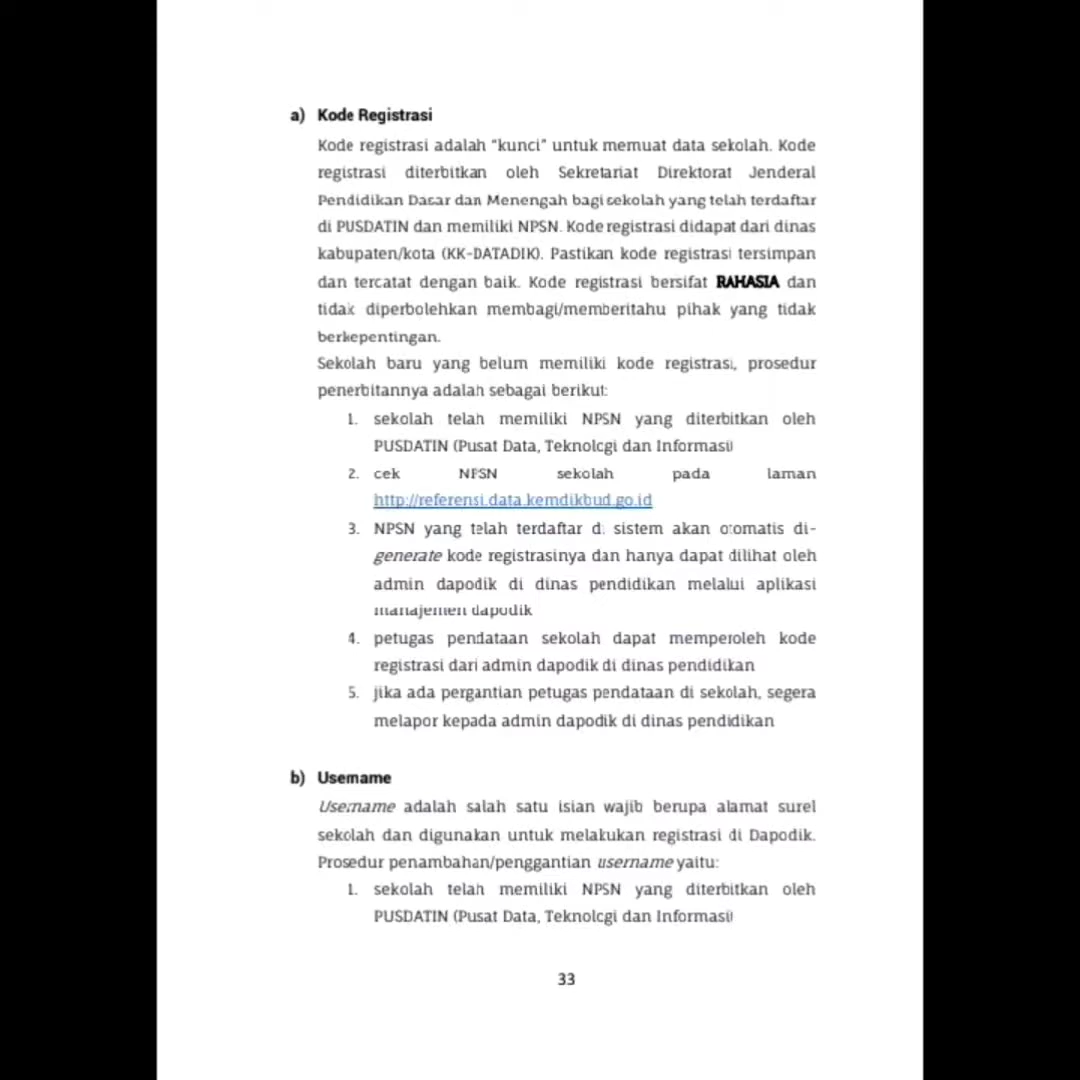 a) Kode Registrasi
Kode registrasi adalah “kunci” untuk memuat data sekolah. Kode
registrasi diterbitkan oleh Sekretariat Direktorat Jenderal
Pendidikan Dasar dan Menengah bagi sekolah yang telah terdaftar
di PUSDATIN dan memiliki NPSN. Kode registrasi didapat dari dinas
kabupaten/kota (KK-DATADIK). Pastikan kode registrasi tersimpan
dan tercatat dengan baik. Kode registrasi bersifat RAHASIA dan
tidak diperbolehkan membagi/memberitahu pihak yang tidak
berkepentingan.
Sekolah baru yang belum memiliki kode registrasi, prosedur
penerbitannya adalah sebagai berikut:
1. sekolah telah memiliki NPSN yang diterbitkan oleh
PUSDATIN (Pusat Data, Teknologi dan Informasi)
2. cek NPSN sekolah pada laman
http://referensi.data.kemdikbud.go.id
3. NPSN yang telah terdaftar di sistem akan otomatis di-
generate kode registrasinya dan hanya dapat dilihat oleh
admin dapodik di dinas pendidikan melalui aplikasi
manajemen dapodik
4. petugas pendataan sekolah dapat memperoleh kode
registrasi dari admin dapodik di dinas pendidikan
5. jika ada pergantian petugas pendataan di sekolah, segera
melapor kepada admin dapodik di dinas pendidikan
b) Username
Username adalah salah satu isian wajib berupa alamat surel
sekolah dan digunakan untuk melakukan registrasi di Dapodik.
Prosedur penambahan/penggantian username yaitu:
1. sekolah telah memiliki NPSN yang diterbitkan oleh
PUSDATIN (Pusat Data, Teknologi dan Informasi)
33